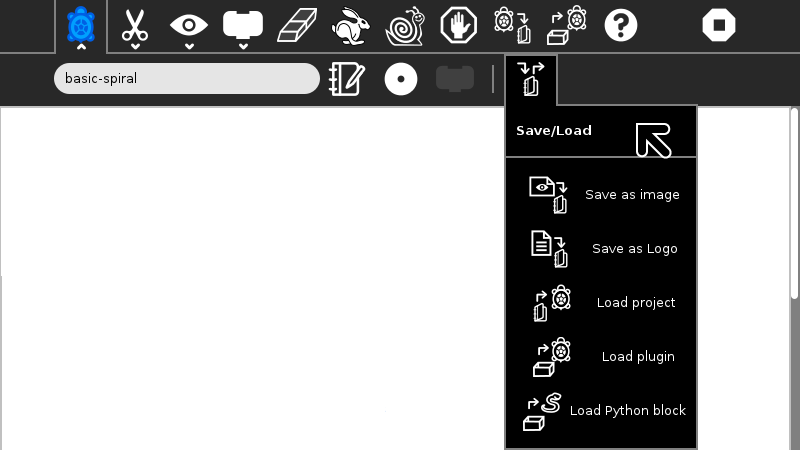 basic-spiral
Save/Load
Save as image
Save as Logo
Load project
Load plugin
Load Python block